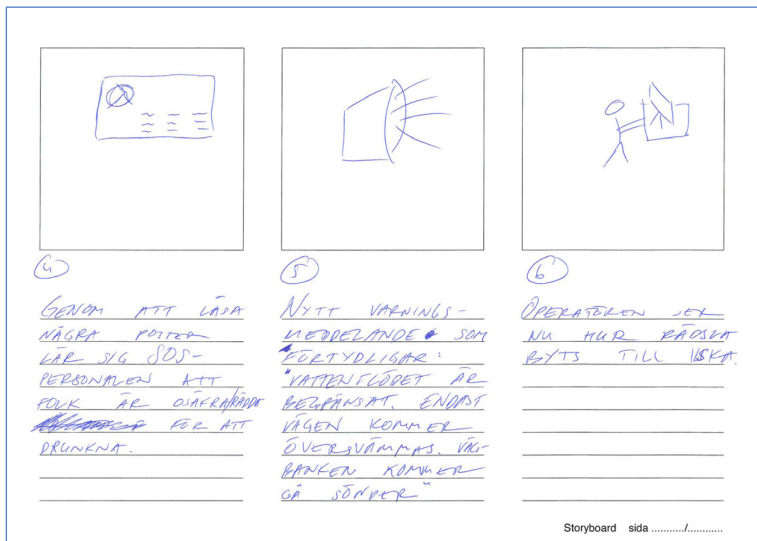 4
GENOM ATT LÄSA
NÅGRA POSTER
LÄR SIG SOS-
PERSONALEN ATT
FOLK ÄR OSÄKRA/RÄDDA
FÖR ATT
DRUNKNA.
5
NYTT VARNINGS-
MEDDELANDE SOM
FÖRTYDLIGAR:
"VATTENFLÖDET ÄR
BEGRÄNSAT. ENDAST
VÄGEN KOMMER
ÖVERSVÄMMAS. VÄG-
BANKEN KOMMER
GÅ SÖNDER"
6
OPERATÖREN SER
NU HUR RÄDSLA
BYTS TILL ILSKA.
Storyboard sida .........../............